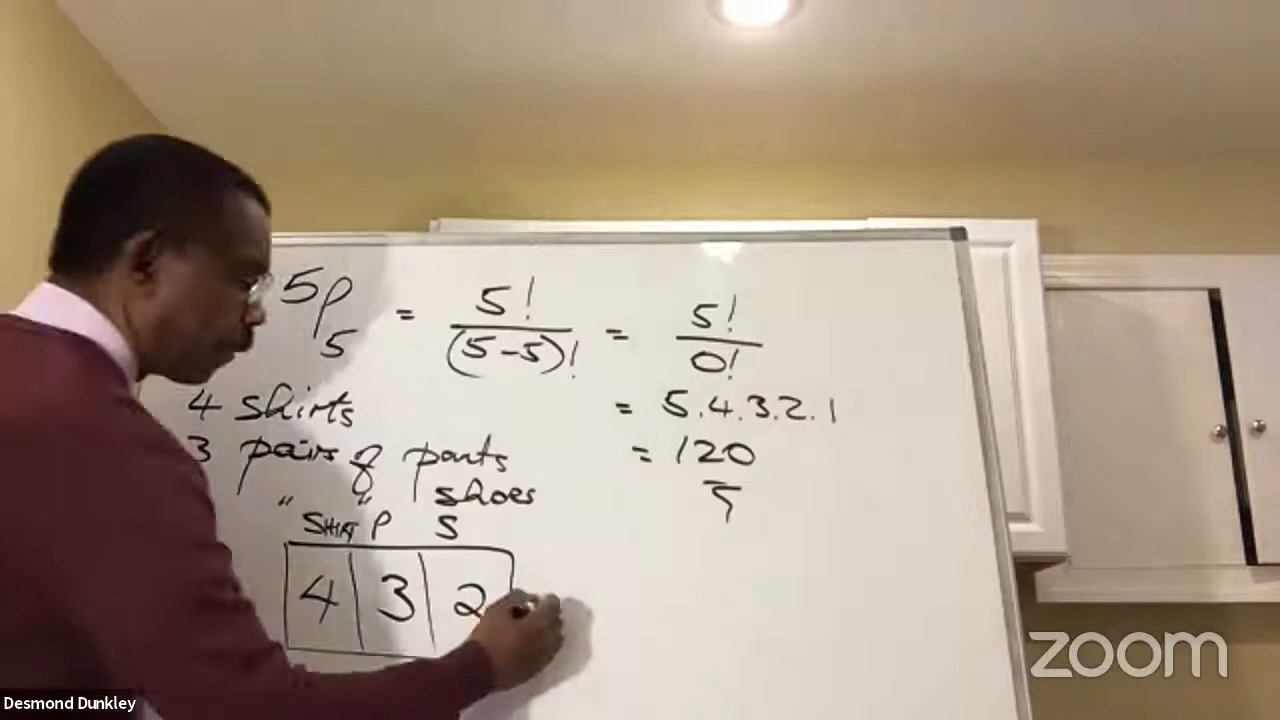 5P5 = 5!/(5-5)! = 5!/0!
= 5.4.3.2.1
= 120
4 shirts
3 pairs of pants
" " shoes
SHIRT P S
4 3 2
zoom
Desmond Dunkley